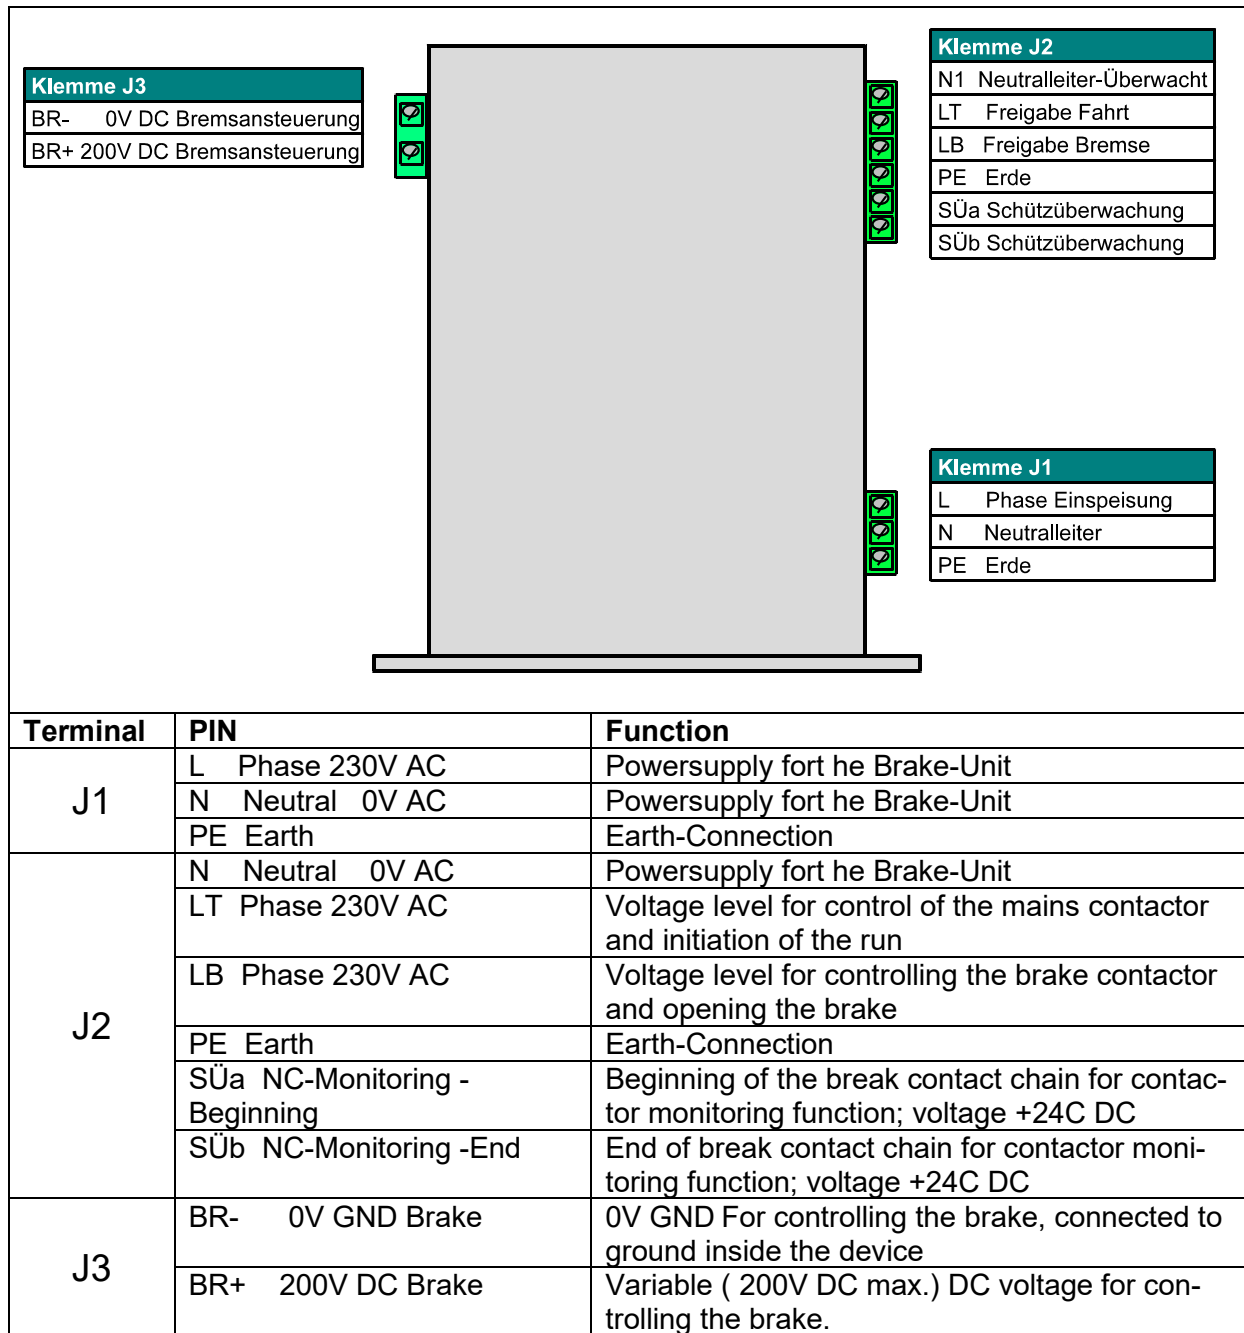 Klemme J3
BR- 0V DC Bremsansteuerung
BR+ 200V DC Bremsansteuerung
Klemme J2
N1 Neutralleiter-Überwacht
LT Freigabe Fahrt
LB Freigabe Bremse
PE Erde
SÜa Schützüberwachung
SÜb Schützüberwachung
Klemme J1
L Phase Einspeisung
N Neutralleiter
PE Erde
Terminal PIN Function
J1
L Phase 230V AC Powersupply fort he Brake-Unit
N Neutral 0V AC Powersupply fort he Brake-Unit
PE Earth Earth-Connection
J2
N Neutral 0V AC Powersupply fort he Brake-Unit
LT Phase 230V AC Voltage level for control of the mains contactor
and initiation of the run
LB Phase 230V AC Voltage level for controlling the brake contactor
and opening the brake
PE Earth Earth-Connection
SÜa NC-Monitoring - Beginning of the break contact chain for contac-
Beginning tor monitoring function; voltage +24C DC
SÜb NC-Monitoring -End End of break contact chain for contactor moni-
toring function; voltage +24C DC
J3
BR- 0V GND Brake 0V GND For controlling the brake, connected to
ground inside the device
BR+ 200V DC Brake Variable ( 200V DC max.) DC voltage for con-
trolling the brake.